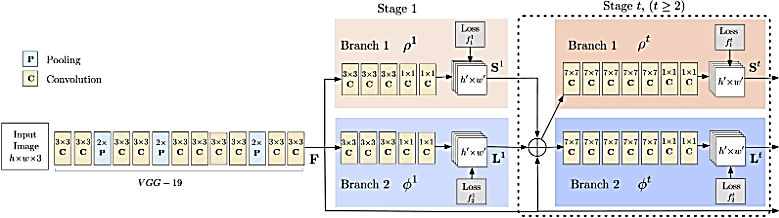 Stage 1
Stage t, (t ≥ 2)
P Pooling
C Convolution
Branch 1 ρ¹
Loss f₁¹
3×3 C 3×3 C 3×3 C 1×1 C 1×1 C
h′×w′
S¹
Branch 1 ρᵗ
Loss f₁ᵗ
7×7 C 7×7 C 7×7 C 7×7 C 7×7 C 1×1 C 1×1 C
h′×w′
Sᵗ
Input
Image
h×w×3
3×3 C 3×3 C 2× P 3×3 C 3×3 C 2× P 3×3 C 3×3 C 3×3 C 3×3 C 2× P 3×3 C 3×3 C
VGG − 19
F
3×3 C 3×3 C 3×3 C 1×1 C 1×1 C
h′×w′
L¹
Branch 2 ϕ¹
Loss f₂¹
7×7 C 7×7 C 7×7 C 7×7 C 7×7 C 1×1 C 1×1 C
h′×w′
Lᵗ
Branch 2 ϕᵗ
Loss f₂ᵗ